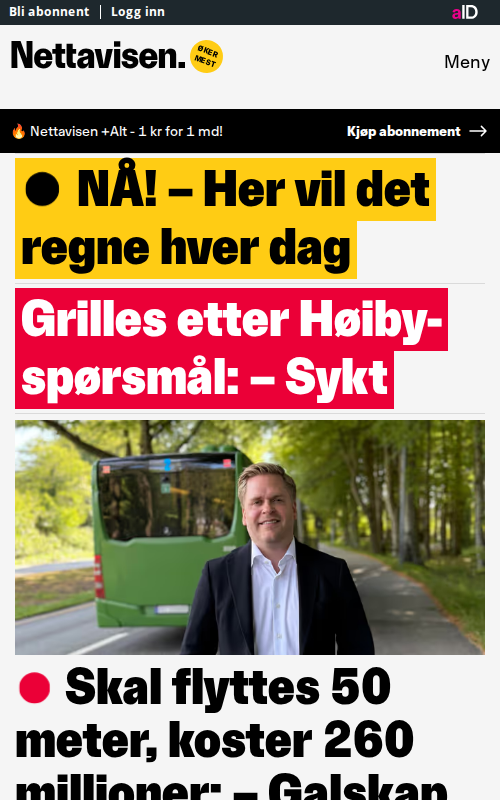 Bli abonnent | Logg inn
aID
Nettavisen.
ØKER
MEST
Meny
🔥 Nettavisen +Alt - 1 kr for 1 md!
Kjøp abonnement →
NÅ! – Her vil det
regne hver dag
Grilles etter Høiby-
spørsmål: – Sykt
Skal flyttes 50
meter, koster 260
millioner: – Galskap